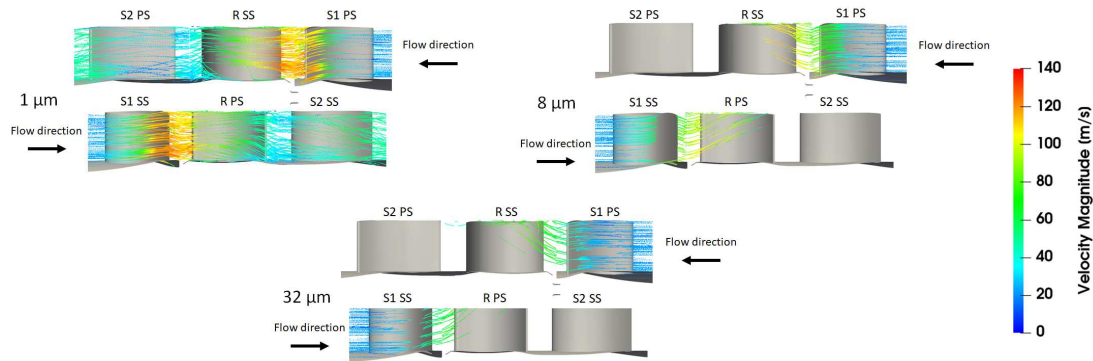 S2 PS R SS S1 PS
Flow direction
1 μm
S1 SS R PS S2 SS
Flow direction
S2 PS R SS S1 PS
Flow direction
8 μm
S1 SS R PS S2 SS
Flow direction
S2 PS R SS S1 PS
Flow direction
32 μm
S1 SS R PS S2 SS
Flow direction
140
120
100
80
60
40
20
0
Velocity Magnitude (m/s)